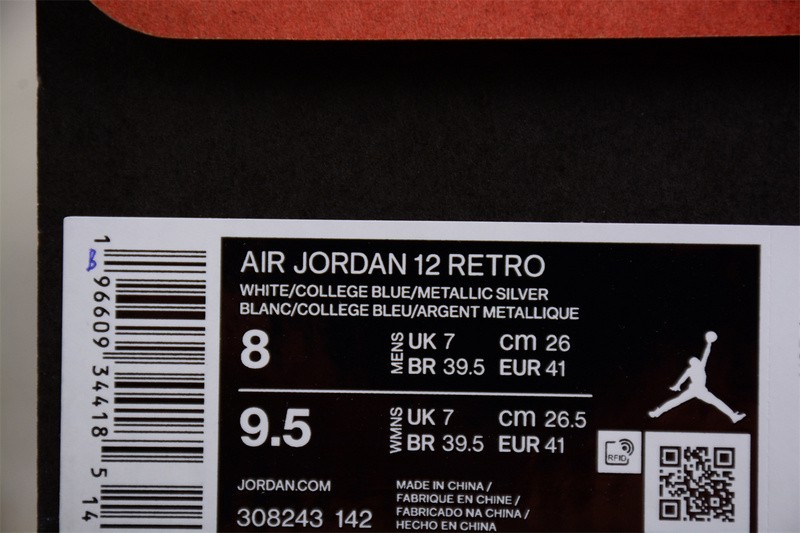 AIR JORDAN 12 RETRO
WHITE/COLLEGE BLUE/METALLIC SILVER
BLANC/COLLEGE BLEU/ARGENT METALLIQUE
8 MENS UK 7 cm 26
BR 39.5 EUR 41
9.5 WMNS UK 7 cm 26.5
BR 39.5 EUR 41
RFID
JORDAN.COM
308243 142
MADE IN CHINA /
FABRIQUE EN CHINE /
FABRICADO NA CHINA /
HECHO EN CHINA
1 96609 34418 5 14
B